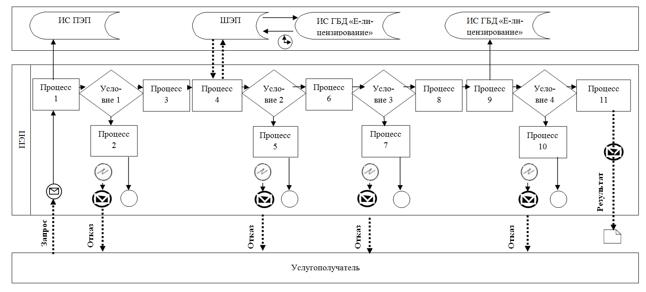 ИС ПЭП
ШЭП
ИС ГБД «Е-ли-
цензирование»
ИС ГБД «Е-ли-
цензирование»
ПЭП
Процесс
1
Усло-
вие 1
Процесс
3
Процесс
4
Усло-
вие 2
Процесс
6
Усло-
вие 3
Процесс
8
Процесс
9
Усло-
вие 4
Процесс
11
Процесс
2
Процесс
5
Процесс
7
Процесс
10
Запрос
Отказ
Отказ
Отказ
Отказ
Результат
Услугополучатель